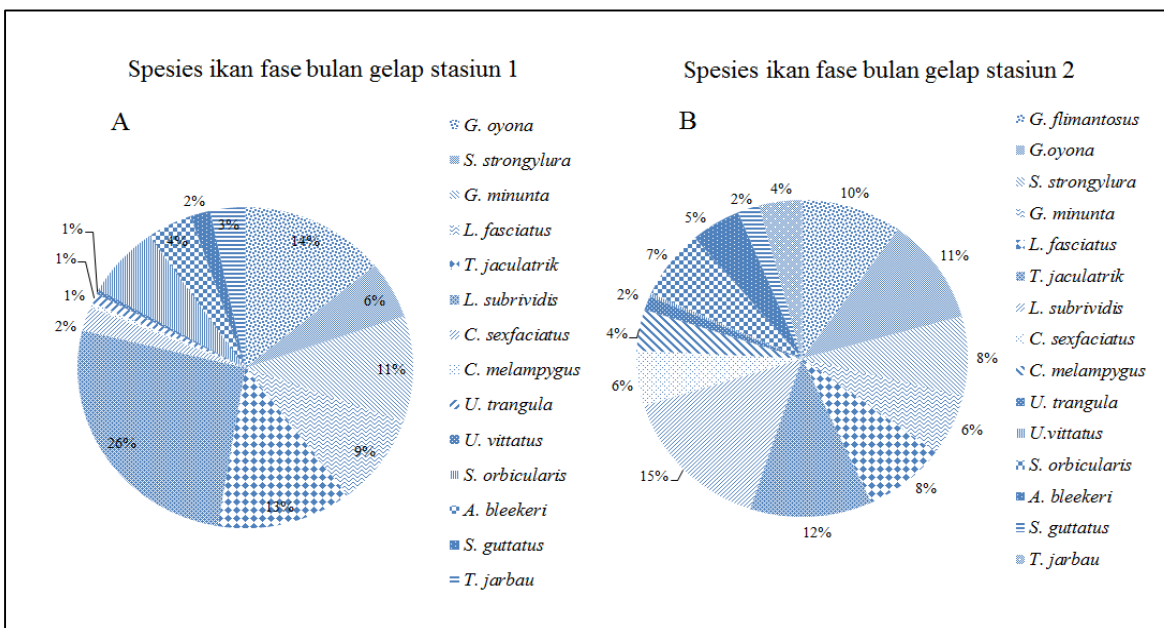 Spesies ikan fase bulan gelap stasiun 1
A
2%
3%
14%
6%
11%
9%
13%
26%
2%
1%
1%
1%
4%
G. oyona
S. strongylura
G. minunta
L. fasciatus
T. jaculatrik
L. subrividis
C. sexfaciatus
C. melampygus
U. trangula
U. vittatus
S. orbicularis
A. bleekeri
S. guttatus
T. jarbau
Spesies ikan fase bulan gelap stasiun 2
B
2%
4%
10%
11%
8%
6%
8%
12%
15%
6%
4%
2%
7%
5%
G. flimantosus
G.oyona
S. strongylura
G. minunta
L. fasciatus
T. jaculatrik
L. subrividis
C. sexfaciatus
C. melampygus
U. trangula
U.vittatus
S. orbicularis
A. bleekeri
S. guttatus
T. jarbau